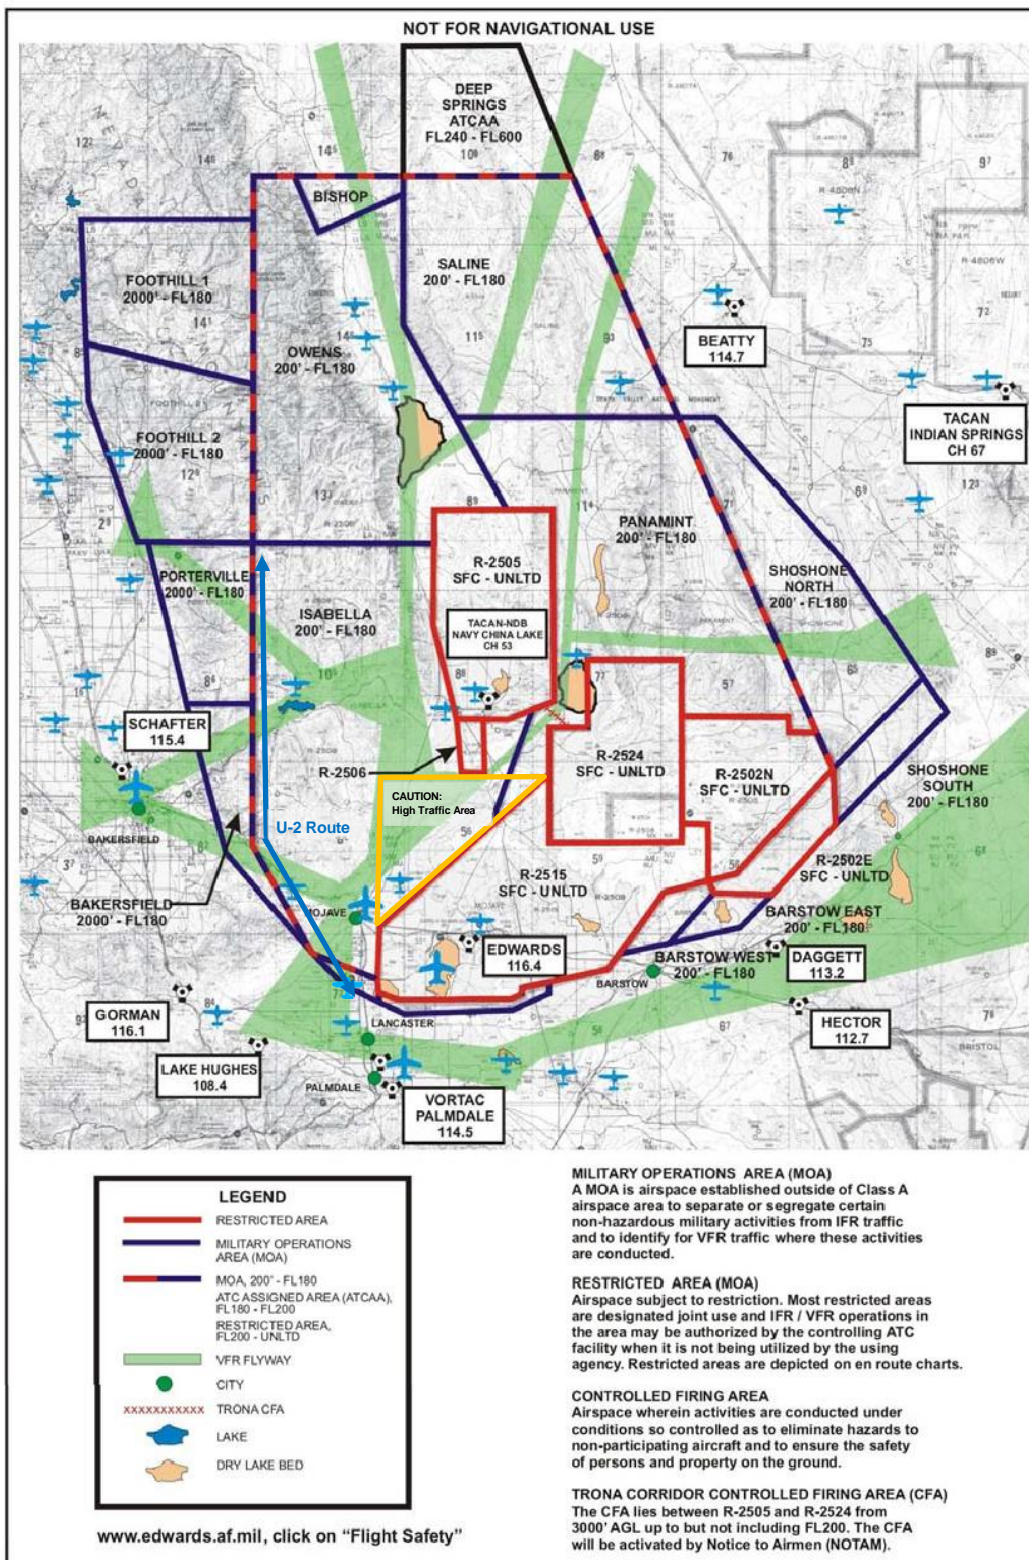 NOT FOR NAVIGATIONAL USE
DEEP
SPRINGS
ATCAA
FL240 - FL600
BISHOP
FOOTHILL 1
2000' - FL180
SALINE
200' - FL180
OWENS
200' - FL180
BEATTY
114.7
TACAN
INDIAN SPRINGS
CH 67
FOOTHILL 2
2000' - FL180
PANAMINT
200' - FL180
R-2505
SFC - UNLTD
PORTERVILLE
2000' - FL180
ISABELLA
200' - FL180
TACAN-NDB
NAVY CHINA LAKE
CH 53
SHOSHONE
NORTH
200' - FL180
SCHAFTER
115.4
R-2506
R-2524
SFC - UNLTD
R-2502N
SFC - UNLTD
SHOSHONE
SOUTH
200' - FL180
CAUTION:
High Traffic Area
U-2 Route
BAKERSFIELD
BAKERSFIELD
2000' - FL180
R-2515
SFC - UNLTD
R-2502E
SFC - UNLTD
MOJAVE
BARSTOW EAST
200' - FL180
EDWARDS
116.4
BARSTOW WEST
200' - FL180
DAGGETT
113.2
BARSTOW
GORMAN
116.1
LANCASTER
HECTOR
112.7
LAKE HUGHES
108.4
PALMDALE
VORTAC
PALMDALE
114.5
BRISTOL
LEGEND
RESTRICTED AREA
MILITARY OPERATIONS
AREA (MOA)
MOA, 200" - FL180
ATC ASSIGNED AREA (ATCAA),
FL180 - FL200
RESTRICTED AREA,
FL200 - UNLTD
VFR FLYWAY
CITY
XXXXXXXXXXX TRONA CFA
LAKE
DRY LAKE BED
www.edwards.af.mil, click on “Flight Safety”
MILITARY OPERATIONS AREA (MOA)
A MOA is airspace established outside of Class A
airspace area to separate or segregate certain
non-hazardous military activities from IFR traffic
and to identify for VFR traffic where these activities
are conducted.
RESTRICTED AREA (MOA)
Airspace subject to restriction. Most restricted areas
are designated joint use and IFR / VFR operations in
the area may be authorized by the controlling ATC
facility when it is not being utilized by the using
agency. Restricted areas are depicted on en route charts.
CONTROLLED FIRING AREA
Airspace wherein activities are conducted under
conditions so controlled as to eliminate hazards to
non-participating aircraft and to ensure the safety
of persons and property on the ground.
TRONA CORRIDOR CONTROLLED FIRING AREA (CFA)
The CFA lies between R-2505 and R-2524 from
3000' AGL up to but not including FL200. The CFA
will be activated by Notice to Airmen (NOTAM).